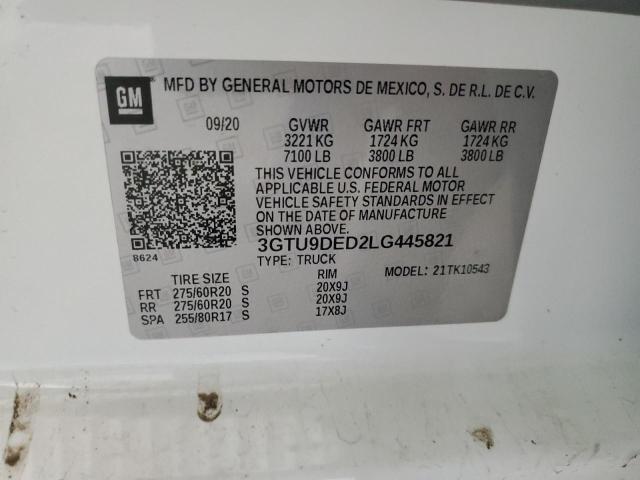 GM
MFD BY GENERAL MOTORS DE MEXICO, S. DE R.L. DE C.V.
09/20 GVWR GAWR FRT GAWR RR
3221 KG 1724 KG 1724 KG
7100 LB 3800 LB 3800 LB
THIS VEHICLE CONFORMS TO ALL
APPLICABLE U.S. FEDERAL MOTOR
VEHICLE SAFETY STANDARDS IN EFFECT
ON THE DATE OF MANUFACTURE
SHOWN ABOVE.
8624 3GTU9DED2LG445821
TYPE: TRUCK MODEL: 21TK10543
TIRE SIZE RIM
FRT 275/60R20 S 20X9J
RR 275/60R20 S 20X9J
SPA 255/80R17 S 17X8J